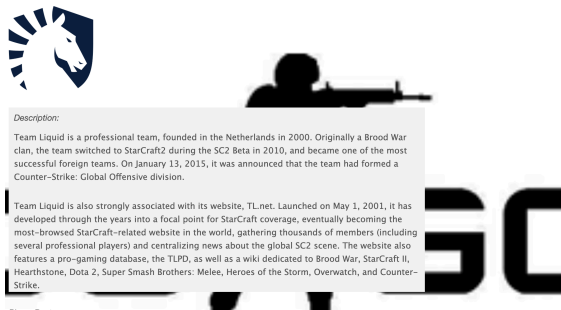 Description:
Team Liquid is a professional team, founded in the Netherlands in 2000. Originally a Brood War
clan, the team switched to StarCraft2 during the SC2 Beta in 2010, and became one of the most
successful foreign teams. On January 13, 2015, it was announced that the team had formed a
Counter-Strike: Global Offensive division.
Team Liquid is also strongly associated with its website, TL.net. Launched on May 1, 2001, it has
developed through the years into a focal point for StarCraft coverage, eventually becoming the
most-browsed StarCraft-related website in the world, gathering thousands of members (including
several professional players) and centralizing news about the global SC2 scene. The website also
features a pro-gaming database, the TLPD, as well as a wiki dedicated to Brood War, StarCraft II,
Hearthstone, Dota 2, Super Smash Brothers: Melee, Heroes of the Storm, Overwatch, and Counter-
Strike.